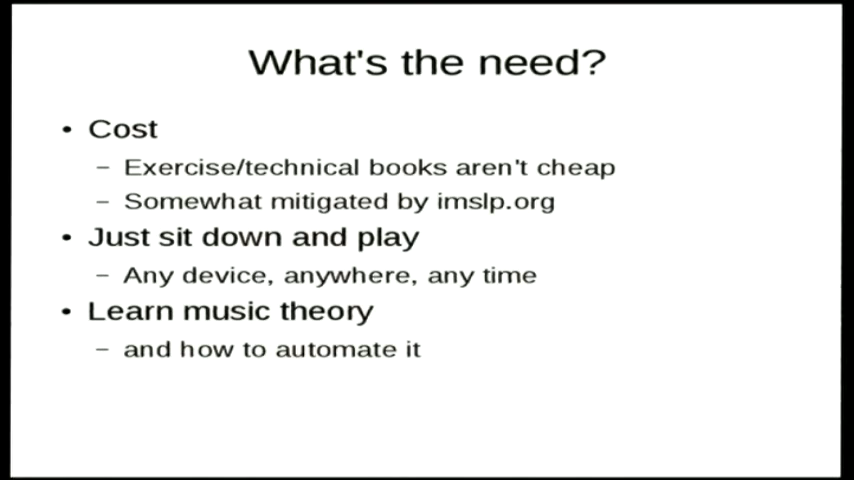 What's the need?
• Cost
– Exercise/technical books aren't cheap
– Somewhat mitigated by imslp.org
• Just sit down and play
– Any device, anywhere, any time
• Learn music theory
– and how to automate it